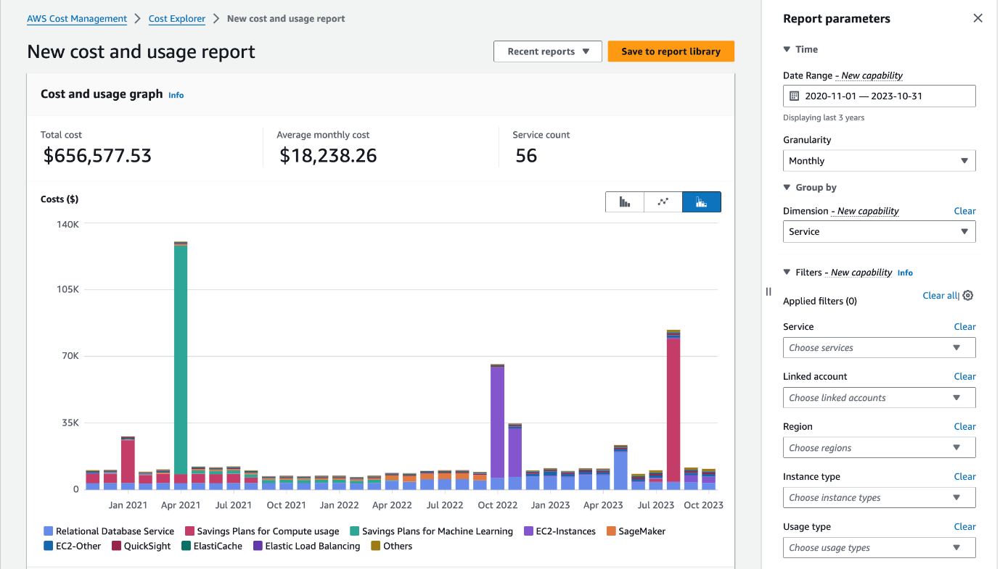 AWS Cost Management > Cost Explorer > New cost and usage report
New cost and usage report
Recent reports ▼
Save to report library
Cost and usage graph Info
Total cost
$656,577.53
Average monthly cost
$18,238.26
Service count
56
Costs ($)
140K
105K
70K
35K
0
Jan 2021 Apr 2021 Jul 2021 Oct 2021 Jan 2022 Apr 2022 Jul 2022 Oct 2022 Jan 2023 Apr 2023 Jul 2023 Oct 2023
Relational Database Service Savings Plans for Compute usage Savings Plans for Machine Learning EC2-Instances SageMaker
EC2-Other QuickSight ElastiCache Elastic Load Balancing Others
Report parameters
Time
Date Range - New capability
2020-11-01 — 2023-10-31
Displaying last 3 years
Granularity
Monthly
Group by
Dimension - New capability Clear
Service
Filters - New capability Info
Applied filters (0) Clear all|
Service Clear
Choose services
Linked account Clear
Choose linked accounts
Region Clear
Choose regions
Instance type Clear
Choose instance types
Usage type Clear
Choose usage types